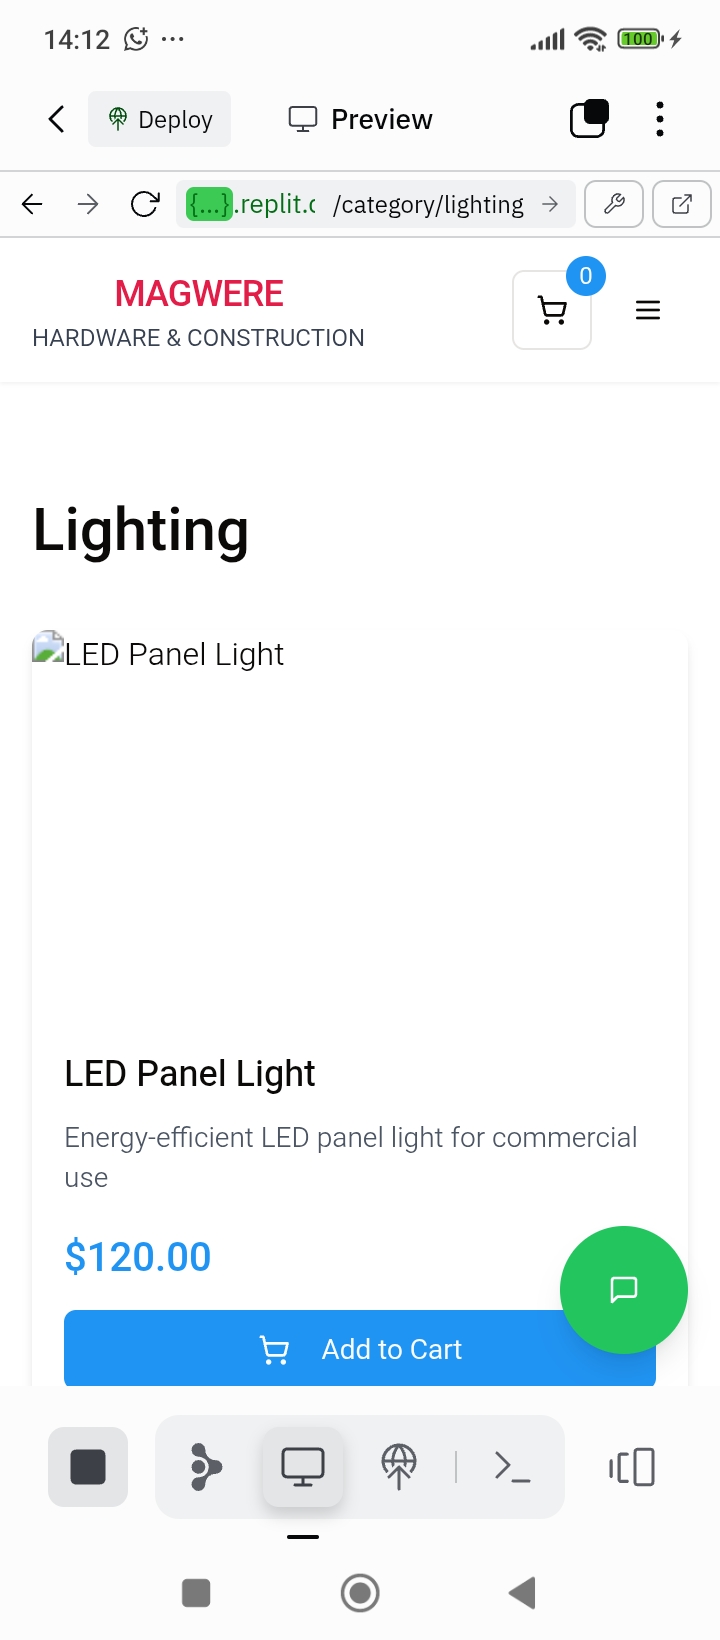 14:12
100
Deploy
Preview
{...}.replit.c /category/lighting
MAGWERE
HARDWARE & CONSTRUCTION
0
Lighting
LED Panel Light
LED Panel Light
Energy-efficient LED panel light for commercial
use
$120.00
Add to Cart